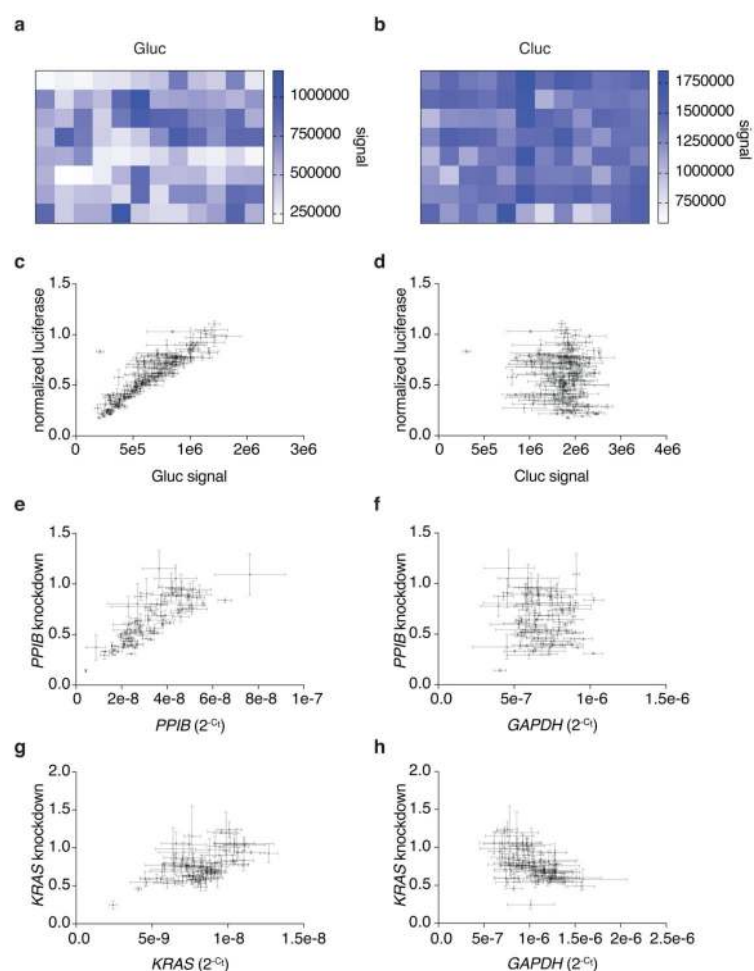 a
Gluc
1000000
750000
500000
250000
signal
b
Cluc
1750000
1500000
1250000
1000000
750000
signal
c
normalized luciferase
1.5
1.0
0.5
0.0
0 5e5 1e6 3e6
Gluc signal
d
normalized luciferase
1.5
1.0
0.5
0.0
0 5e5 1e6 2e6 3e6 4e6
Cluc signal
e
PPIB knockdown
1.5
1.0
0.5
0.0
0 2e-8 4e-8 6e-8 8e-8 1e-7
PPIB (2^-Ct)
f
PPIB knockdown
1.5
1.0
0.5
0.0
0.0 5e-7 1e-6 1.5e-6
GAPDH (2^-Ct)
g
KRAS knockdown
2.0
1.5
1.0
0.5
0.0
0 5e-9 1e-8 1.5e-8
KRAS (2^-Ct)
h
KRAS knockdown
2.0
1.5
1.0
0.5
0.0
0.0 5e-7 1e-6 1.5e-6 2e-6 2.5e-6
GAPDH (2^-Ct)